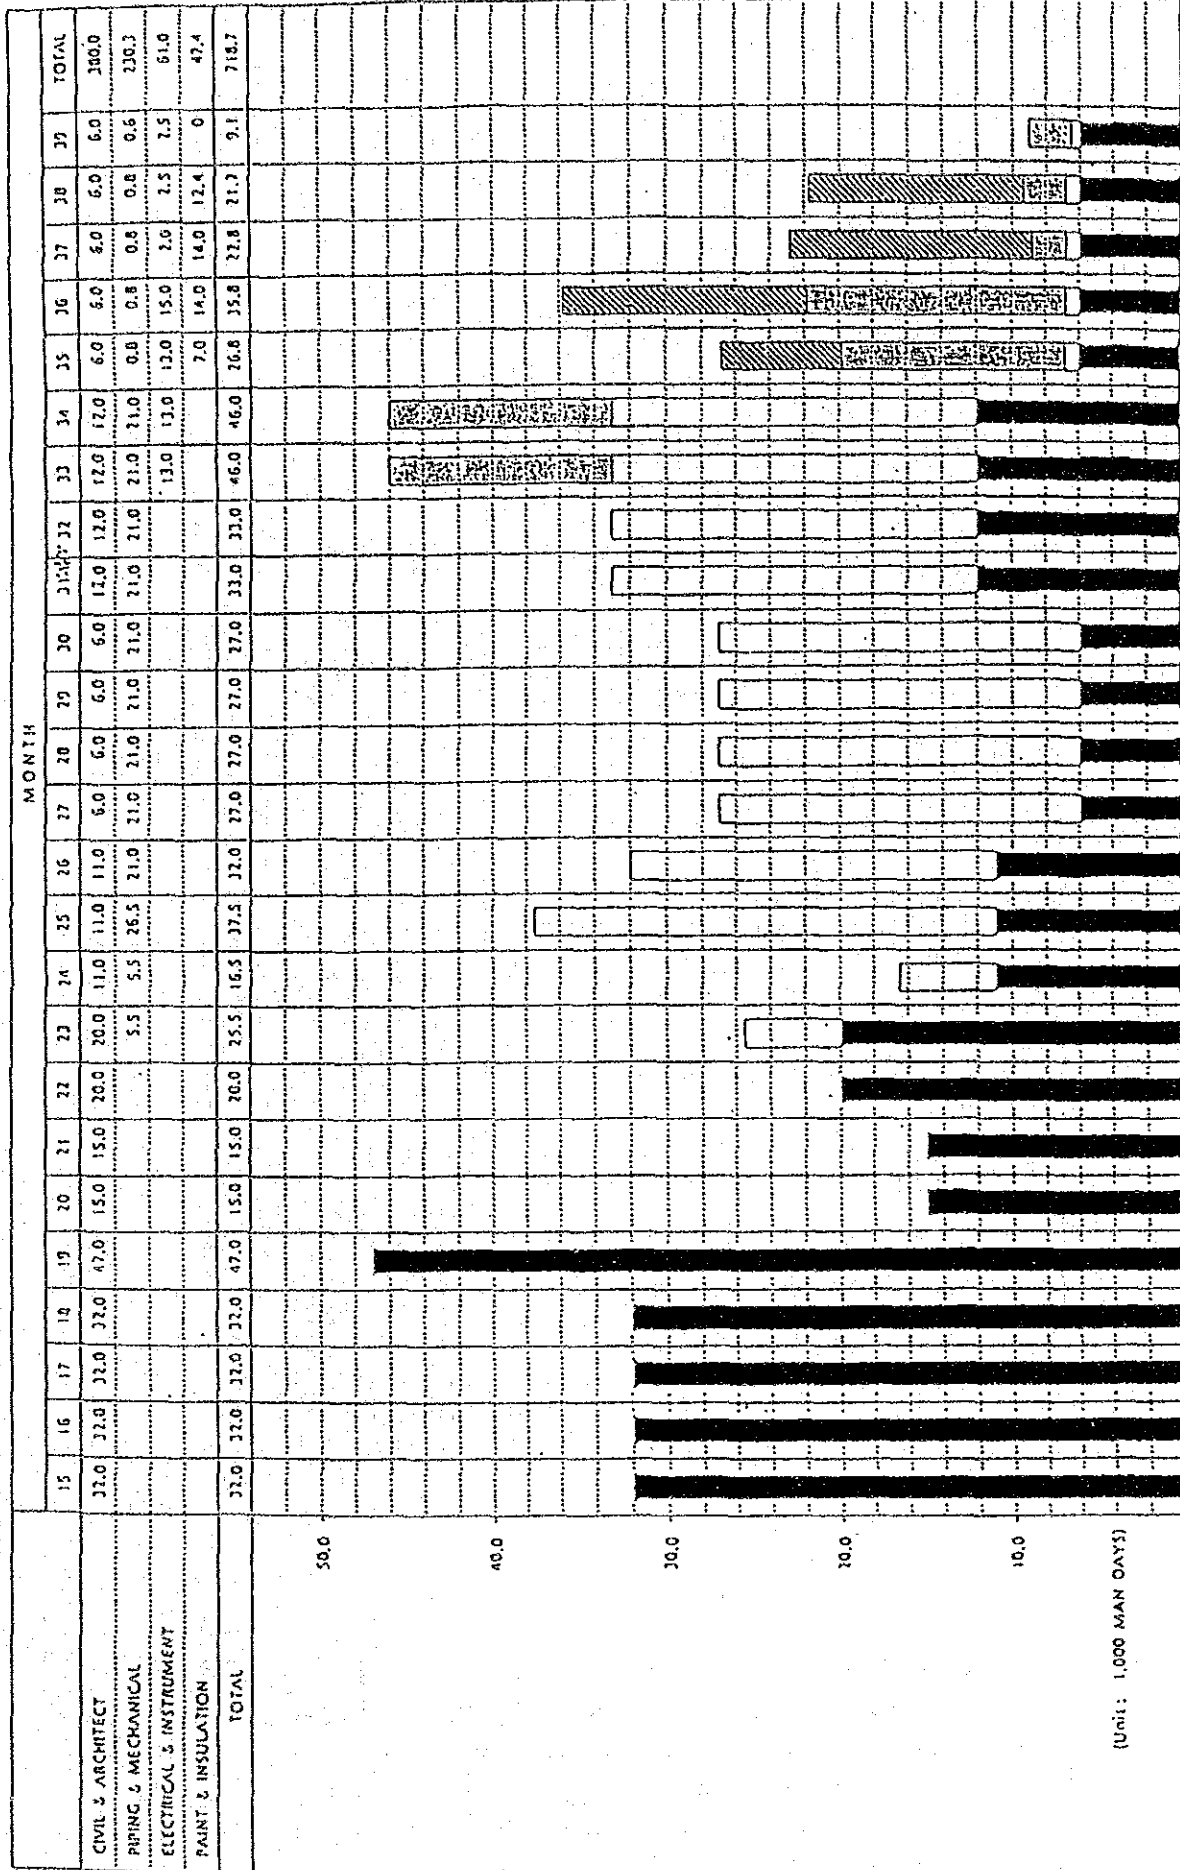 MONTH
15 16 17 18 19 20 21 22 23 24 25 26 27 28 29 30 31 32 33 34 35 36 37 38 39 TOTAL
CIVIL & ARCHITECT 32.0 32.0 32.0 32.0 47.0 15.0 15.0 20.0 20.0 11.0 11.0 11.0 6.0 6.0 6.0 6.0 12.0 12.0 12.0 12.0 6.0 6.0 6.0 6.0 6.0 380.0
PIPING & MECHANICAL 5.5 5.5 26.5 21.0 21.0 21.0 21.0 21.0 21.0 21.0 21.0 21.0 0.8 0.8 0.8 0.8 0.6 230.3
ELECTRICAL & INSTRUMENT 13.0 13.0 13.0 15.0 2.0 2.5 2.5 61.0
PAINT & INSULATION 7.0 14.0 14.0 12.4 0 47.4
TOTAL 32.0 32.0 32.0 32.0 47.0 15.0 15.0 20.0 25.5 16.5 37.5 32.0 27.0 27.0 27.0 27.0 33.0 33.0 46.0 46.0 26.8 35.8 22.8 21.7 9.1 718.7
50.0
40.0
30.0
20.0
10.0
(Unit: 1,000 MAN DAYS)